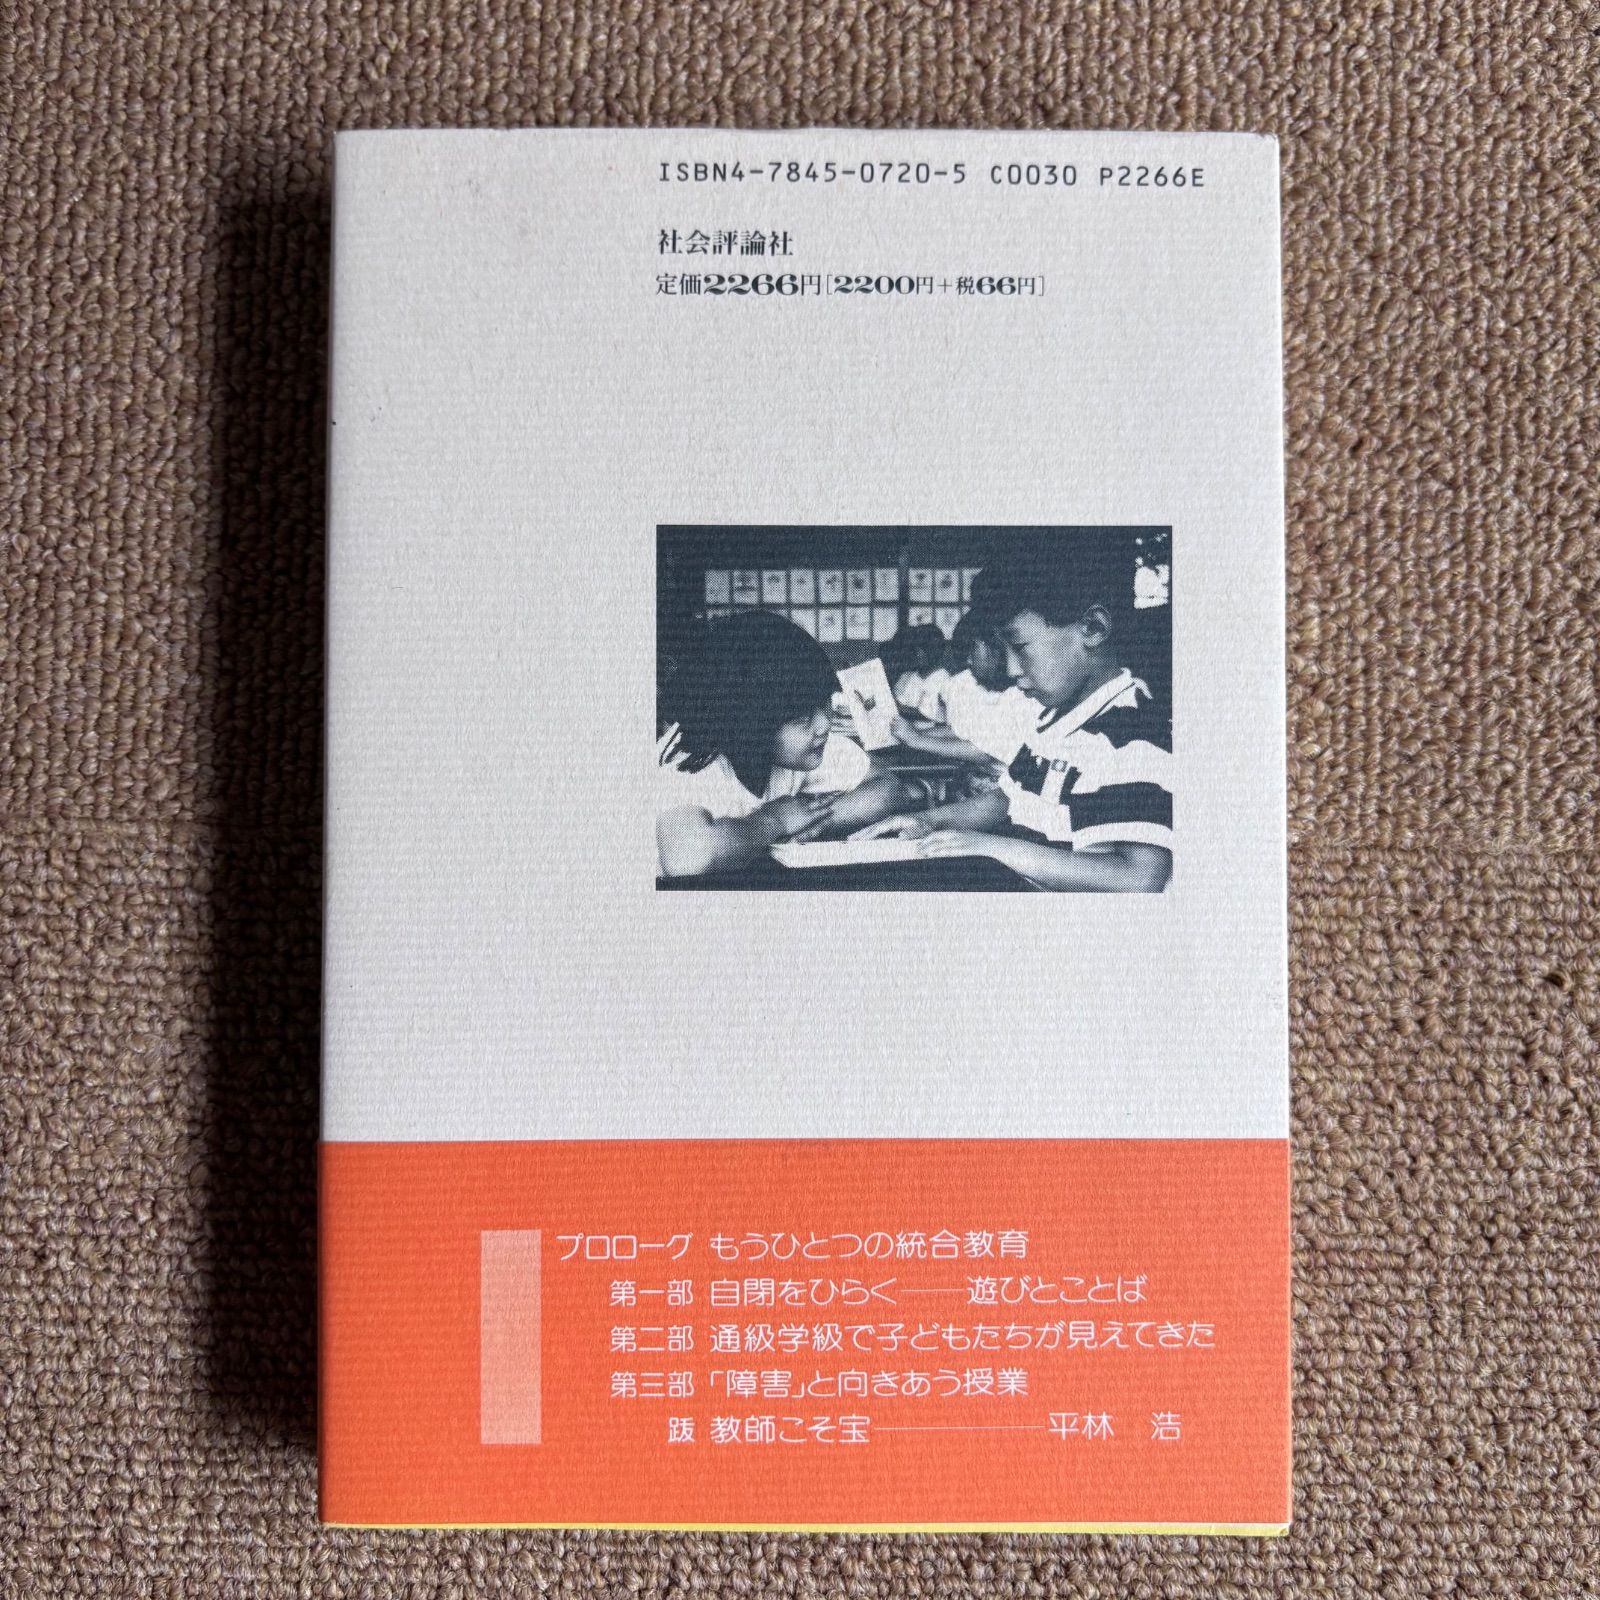 ISBN4-7845-0720-5 C0030 P2266E
社会評論社
定価2266円[2200円+税66円]
プロローグ もうひとつの統合教育
第一部 自閉をひらく――遊びとことば
第二部 通級学級で子どもたちが見えてきた
第三部 「障害」と向きあう授業
跋 教師こそ宝――――平林 浩